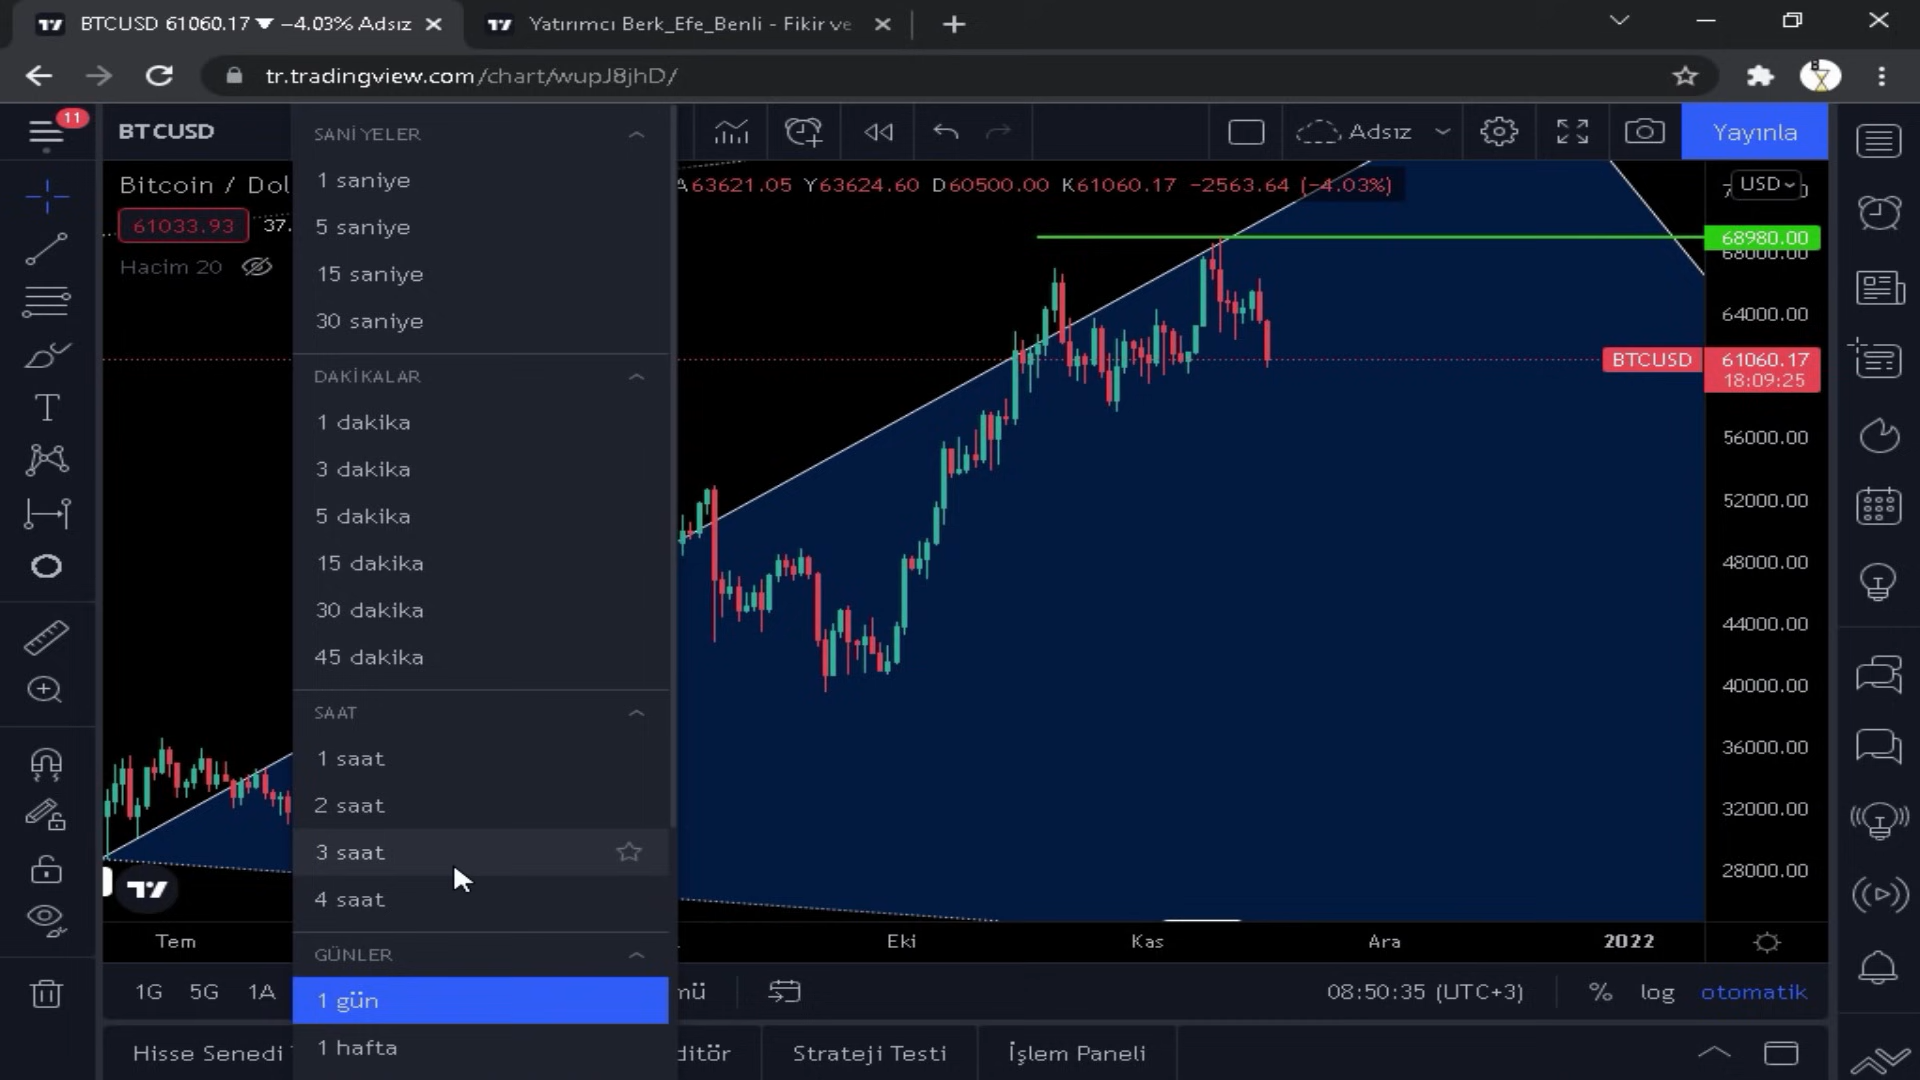 BTCUSD 61060.17 ▼ −4.03% Adsız
Yatırımcı Berk_Efe_Benli - Fikir ve
tr.tradingview.com/chart/wupJ8jhD/
11
BTCUSD
Adsız
Yayınla
Bitcoin / Dol
A63621.05 Y63624.60 D60500.00 K61060.17 −2563.64 (−4.03%)
USD
61033.93
37.
Hacim 20
SANİYELER
1 saniye
5 saniye
15 saniye
30 saniye
DAKİKALAR
1 dakika
3 dakika
5 dakika
15 dakika
30 dakika
45 dakika
SAAT
1 saat
2 saat
3 saat
4 saat
GÜNLER
1 gün
1 hafta
68980.00
68000.00
64000.00
BTCUSD
61060.17
18:09:25
56000.00
52000.00
48000.00
44000.00
40000.00
36000.00
32000.00
28000.00
Tem
Eki
Kas
Ara
2022
1G
5G
1A
mü
08:50:35 (UTC+3)
%
log
otomatik
Hisse Senedi
ditör
Strateji Testi
İşlem Paneli